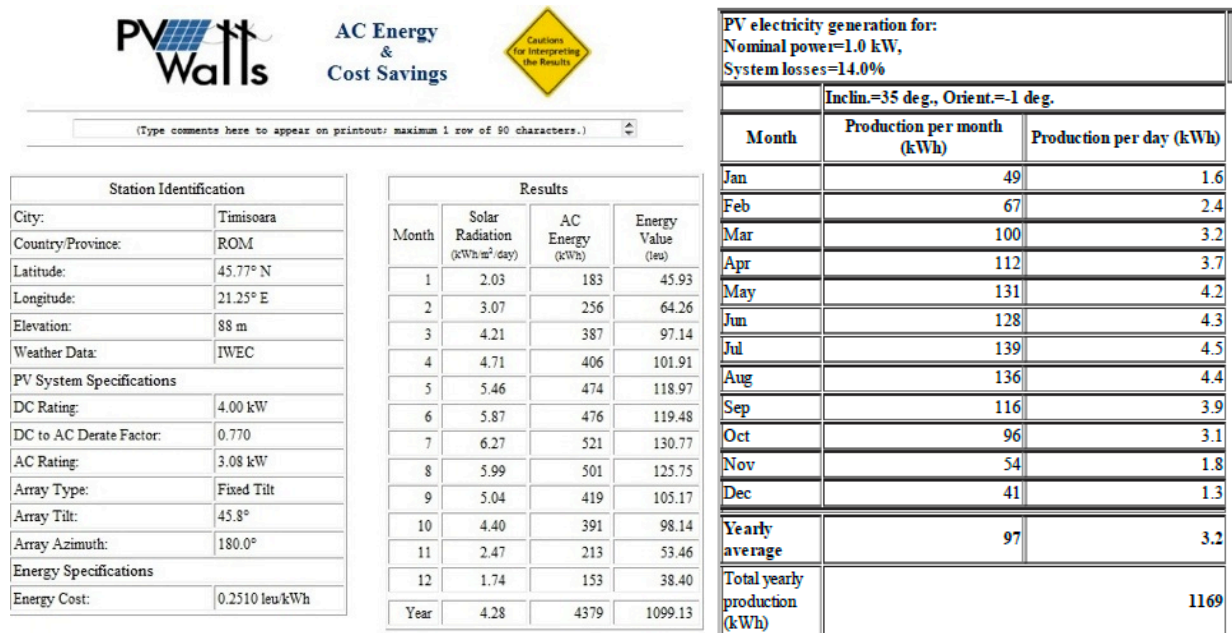 PV Watts
AC Energy
&
Cost Savings
Cautions
for Interpreting
the Results
(Type comments here to appear on printout; maximum 1 row of 90 characters.)
Station Identification
City: Timisoara
Country/Province: ROM
Latitude: 45.77° N
Longitude: 21.25° E
Elevation: 88 m
Weather Data: IWEC
PV System Specifications
DC Rating: 4.00 kW
DC to AC Derate Factor: 0.770
AC Rating: 3.08 kW
Array Type: Fixed Tilt
Array Tilt: 45.8°
Array Azimuth: 180.0°
Energy Specifications
Energy Cost: 0.2510 leu/kWh
Results
Month Solar Radiation (kWh/m²/day) AC Energy (kWh) Energy Value (leu)
1 2.03 183 45.93
2 3.07 256 64.26
3 4.21 387 97.14
4 4.71 406 101.91
5 5.46 474 118.97
6 5.87 476 119.48
7 6.27 521 130.77
8 5.99 501 125.75
9 5.04 419 105.17
10 4.40 391 98.14
11 2.47 213 53.46
12 1.74 153 38.40
Year 4.28 4379 1099.13
PV electricity generation for:
Nominal power=1.0 kW,
System losses=14.0%
Inclin.=35 deg., Orient.=-1 deg.
Month Production per month (kWh) Production per day (kWh)
Jan 49 1.6
Feb 67 2.4
Mar 100 3.2
Apr 112 3.7
May 131 4.2
Jun 128 4.3
Jul 139 4.5
Aug 136 4.4
Sep 116 3.9
Oct 96 3.1
Nov 54 1.8
Dec 41 1.3
Yearly average 97 3.2
Total yearly production (kWh) 1169